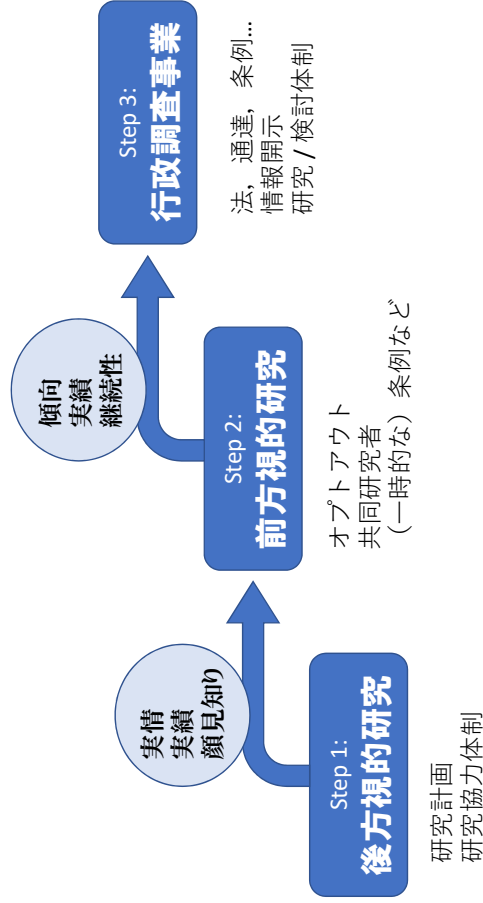 Step 1:
後方視的研究
研究計画
研究協力体制
実情
実績
顔見知り
Step 2:
前方視的研究
オプトアウト
共同研究者
（一時的な）条例など
傾向
実績
継続性
Step 3:
行政調査事業
法，通達，条例…
情報開示
研究 / 検討体制